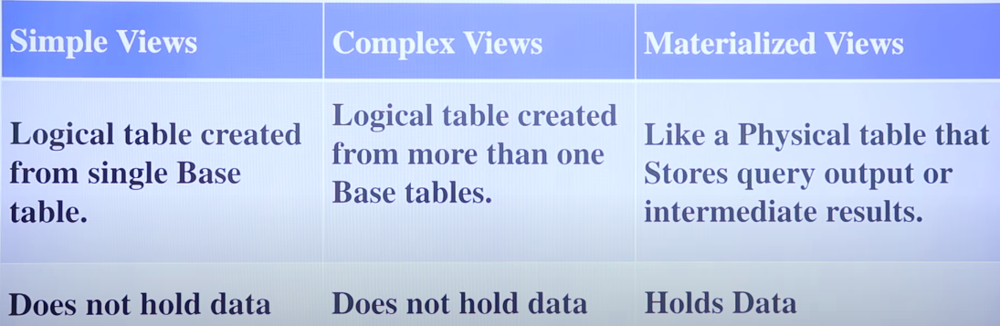 Simple Views
Complex Views
Materialized Views
Logical table created
from single Base
table.
Logical table created
from more than one
Base tables.
Like a Physical table that
Stores query output or
intermediate results.
Does not hold data
Does not hold data
Holds Data